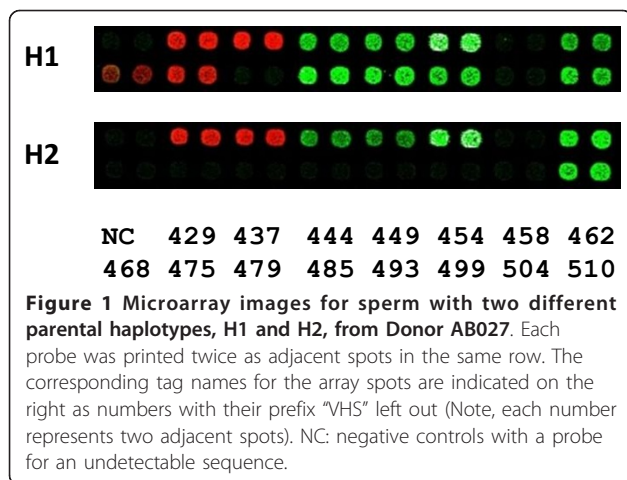 H1
H2
NC 429 437 444 449 454 458 462
468 475 479 485 493 499 504 510
Figure 1 Microarray images for sperm with two different
parental haplotypes, H1 and H2, from Donor AB027. Each
probe was printed twice as adjacent spots in the same row. The
corresponding tag names for the array spots are indicated on the
right as numbers with their prefix “VHS” left out (Note, each number
represents two adjacent spots). NC: negative controls with a probe
for an undetectable sequence.